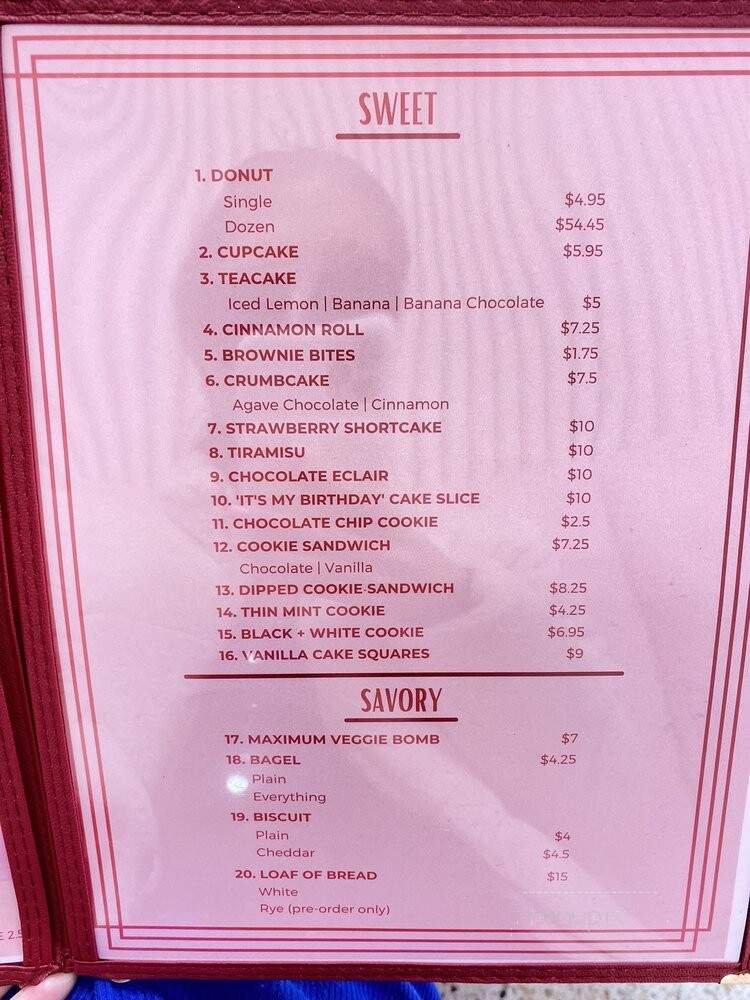 SWEET
1. DONUT
Single $4.95
Dozen $54.45
2. CUPCAKE $5.95
3. TEACAKE
Iced Lemon | Banana | Banana Chocolate $5
4. CINNAMON ROLL $7.25
5. BROWNIE BITES $1.75
6. CRUMBCAKE $7.5
Agave Chocolate | Cinnamon
7. STRAWBERRY SHORTCAKE $10
8. TIRAMISU $10
9. CHOCOLATE ECLAIR $10
10. 'IT'S MY BIRTHDAY' CAKE SLICE $10
11. CHOCOLATE CHIP COOKIE $2.5
12. COOKIE SANDWICH $7.25
Chocolate | Vanilla
13. DIPPED COOKIE SANDWICH $8.25
14. THIN MINT COOKIE $4.25
15. BLACK + WHITE COOKIE $6.95
16. VANILLA CAKE SQUARES $9
SAVORY
17. MAXIMUM VEGGIE BOMB $7
18. BAGEL $4.25
Plain
Everything
19. BISCUIT
Plain $4
Cheddar $4.5
20. LOAF OF BREAD $15
White
Rye (pre-order only)